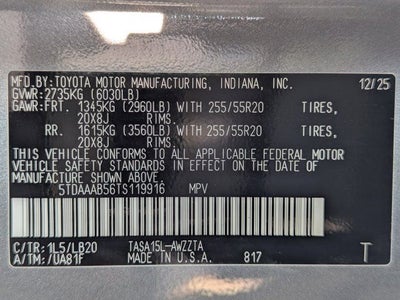 MFD.BY:TOYOTA MOTOR MANUFACTURING, INDIANA, INC. 12/25
GVWR:2735KG (6030LB)
GAWR:FRT. 1345KG (2960LB) WITH 255/55R20 TIRES,
20X8J RIMS.
RR. 1615KG (3560LB) WITH 255/55R20 TIRES,
20X8J RIMS.
THIS VEHICLE CONFORMS TO ALL APPLICABLE FEDERAL MOTOR
VEHICLE SAFETY STANDARDS IN EFFECT ON THE DATE OF
MANUFACTURE SHOWN ABOVE.
5TDAAAB56TS119916 MPV
C/TR:1L5/LB20 TASA15L-AWZZTA
A/TM:/UA81F MADE IN U.S.A. 817 T